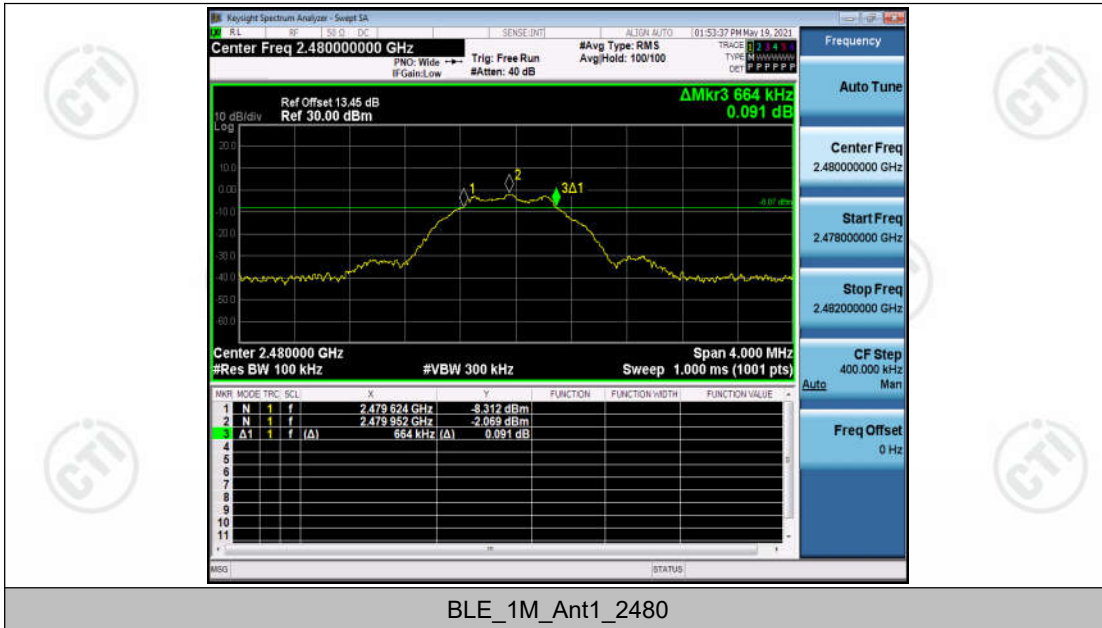 Keysight Spectrum Analyzer - Swept SA
RL RF 50 Ω DC SENSE:INT ALIGN AUTO 01:53:37 PM May 19, 2021
Center Freq 2.480000000 GHz
PNO: Wide
IFGain:Low
Trig: Free Run
#Atten: 40 dB
#Avg Type: RMS
Avg|Hold: 100/100
TRACE 1 2 3 4 5 6
TYPE M WWWWW
DET P P P P P P
Ref Offset 13.45 dB
10 dB/div Ref 30.00 dBm
Log
ΔMkr3 664 kHz
0.091 dB
20.0
10.0
0.00
-10.0
-20.0
-30.0
-40.0
-50.0
-60.0
1
2
3Δ1
-8.07 dBm
Center 2.480000 GHz Span 4.000 MHz
#Res BW 100 kHz #VBW 300 kHz Sweep 1.000 ms (1001 pts)
MKR MODE TRC SCL X Y FUNCTION FUNCTION WIDTH FUNCTION VALUE
1 N 1 f 2.479 624 GHz -8.312 dBm
2 N 1 f 2.479 952 GHz -2.069 dBm
3 Δ1 1 f (Δ) 664 kHz (Δ) 0.091 dB
4
5
6
7
8
9
10
11
MSG STATUS
Frequency
Auto Tune
Center Freq
2.480000000 GHz
Start Freq
2.478000000 GHz
Stop Freq
2.482000000 GHz
CF Step
400.000 kHz
Auto Man
Freq Offset
0 Hz
CTI
CTI
CTI
CTI
BLE_1M_Ant1_2480